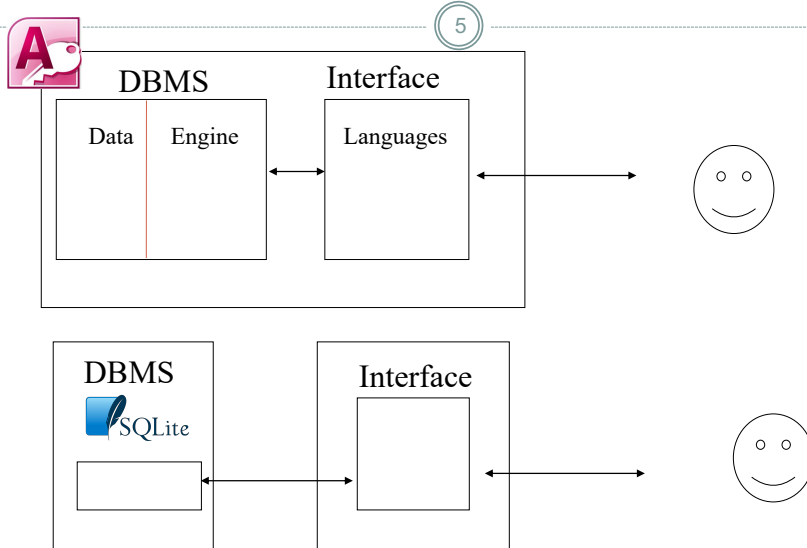 5
A
DBMS
Interface
Data
Engine
Languages
DBMS
Interface
SQLite